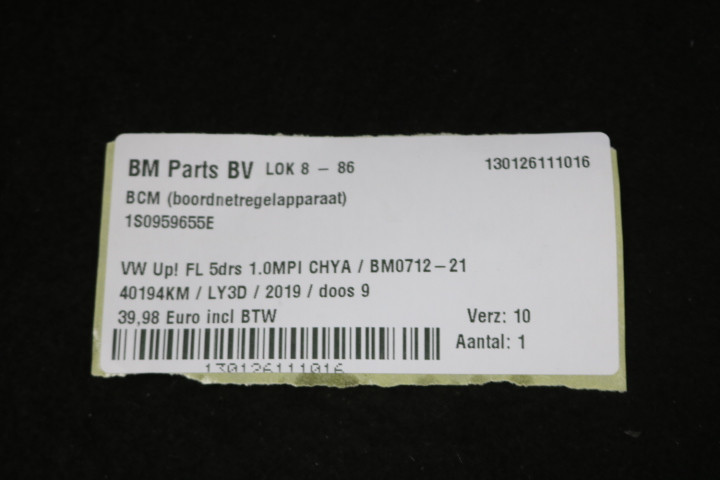 BM Parts BV LOK 8 – 86 130126111016
BCM (boordnetregelapparaat)
1S0959655E
VW Up! FL 5drs 1.0MPI CHYA / BM0712–21
40194KM / LY3D / 2019 / doos 9
39,98 Euro incl BTW Verz: 10
Aantal: 1
130126111016